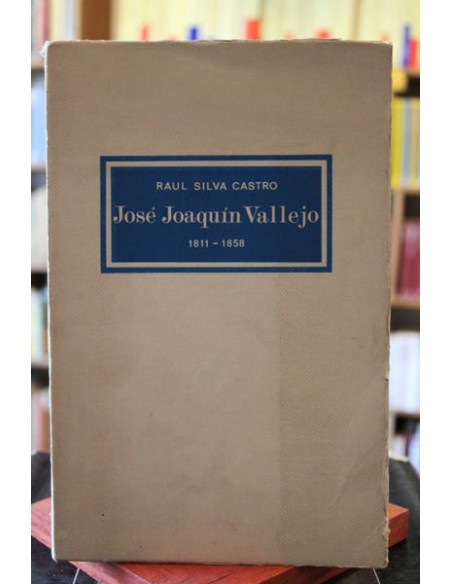 RAUL SILVA CASTRO
José Joaquín Vallejo
1811 - 1858